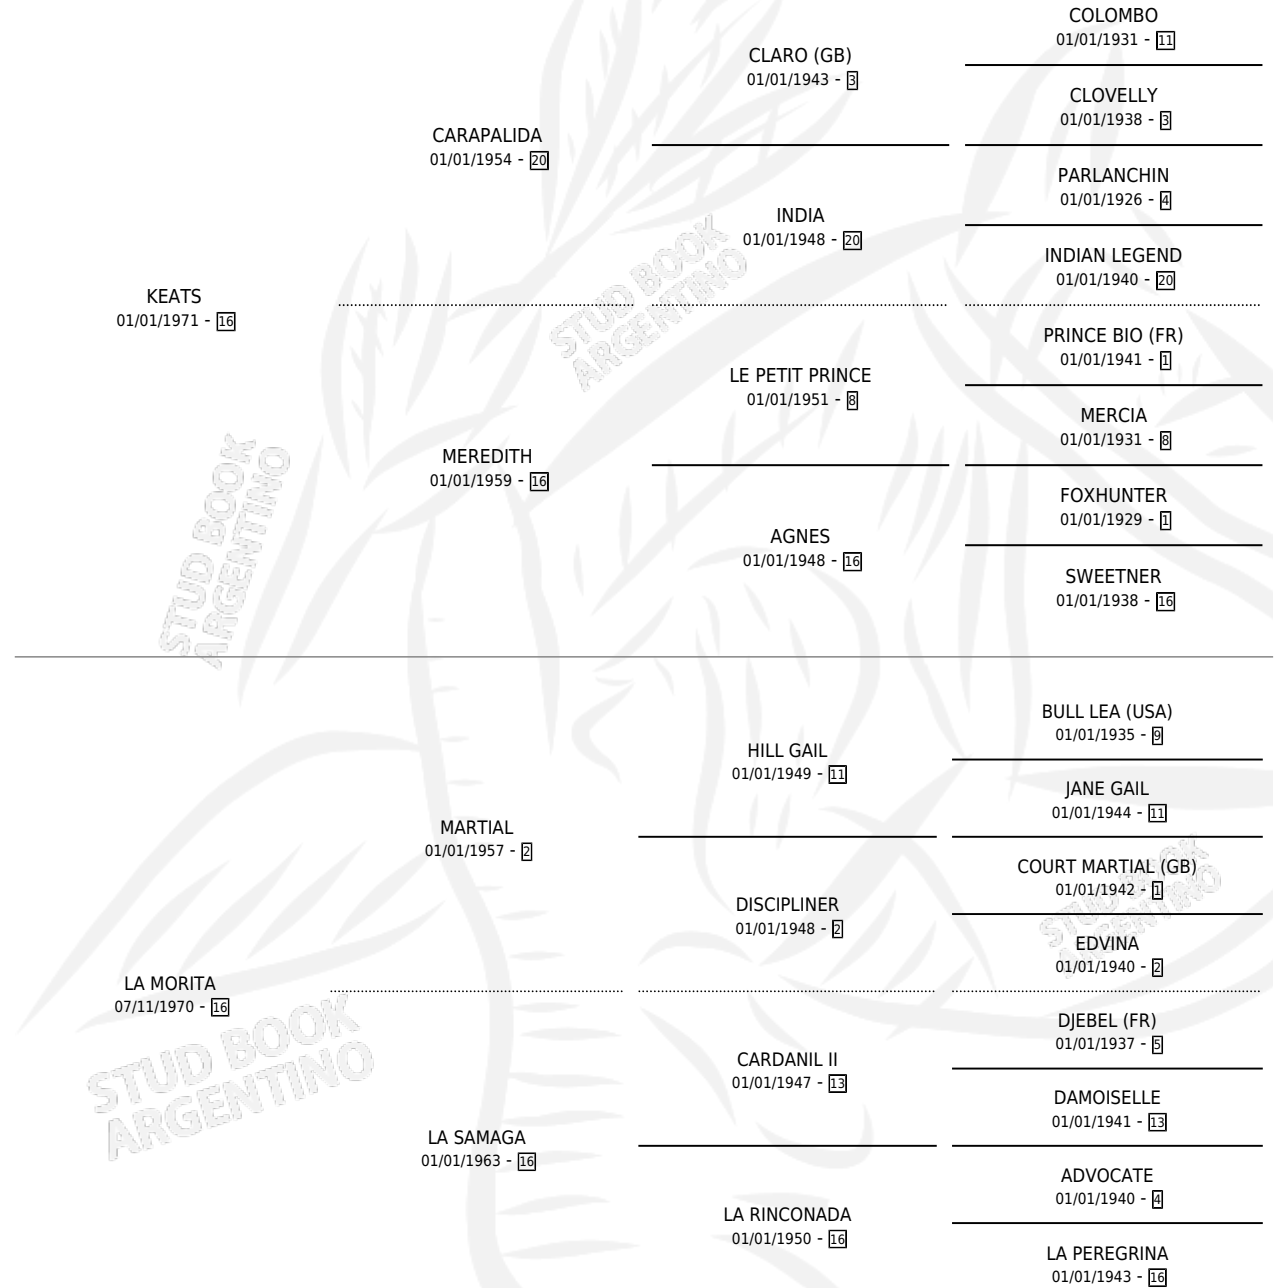 COLOMBO
01/01/1931 - 11
CLARO (GB)
01/01/1943 - 3
CLOVELLY
01/01/1938 - 3
CARAPALIDA
01/01/1954 - 20
PARLANCHIN
01/01/1926 - 4
INDIA
01/01/1948 - 20
INDIAN LEGEND
01/01/1940 - 20
KEATS
01/01/1971 - 16
PRINCE BIO (FR)
01/01/1941 - 1
LE PETIT PRINCE
01/01/1951 - 8
MERCIA
01/01/1931 - 8
MEREDITH
01/01/1959 - 16
FOXHUNTER
01/01/1929 - 1
AGNES
01/01/1948 - 16
SWEETNER
01/01/1938 - 16
BULL LEA (USA)
01/01/1935 - 9
HILL GAIL
01/01/1949 - 11
JANE GAIL
01/01/1944 - 11
MARTIAL
01/01/1957 - 2
COURT MARTIAL (GB)
01/01/1942 - 1
DISCIPLINER
01/01/1948 - 2
EDVINA
01/01/1940 - 2
LA MORITA
07/11/1970 - 16
DJEBEL (FR)
01/01/1937 - 5
CARDANIL II
01/01/1947 - 13
DAMOISELLE
01/01/1941 - 13
LA SAMAGA
01/01/1963 - 16
ADVOCATE
01/01/1940 - 4
LA RINCONADA
01/01/1950 - 16
LA PEREGRINA
01/01/1943 - 16
STUD BOOK
ARGENTINO
STUD BOOK
ARGENTINO
STUD BOOK
ARGENTINO
STUD BOOK
ARGENTINO